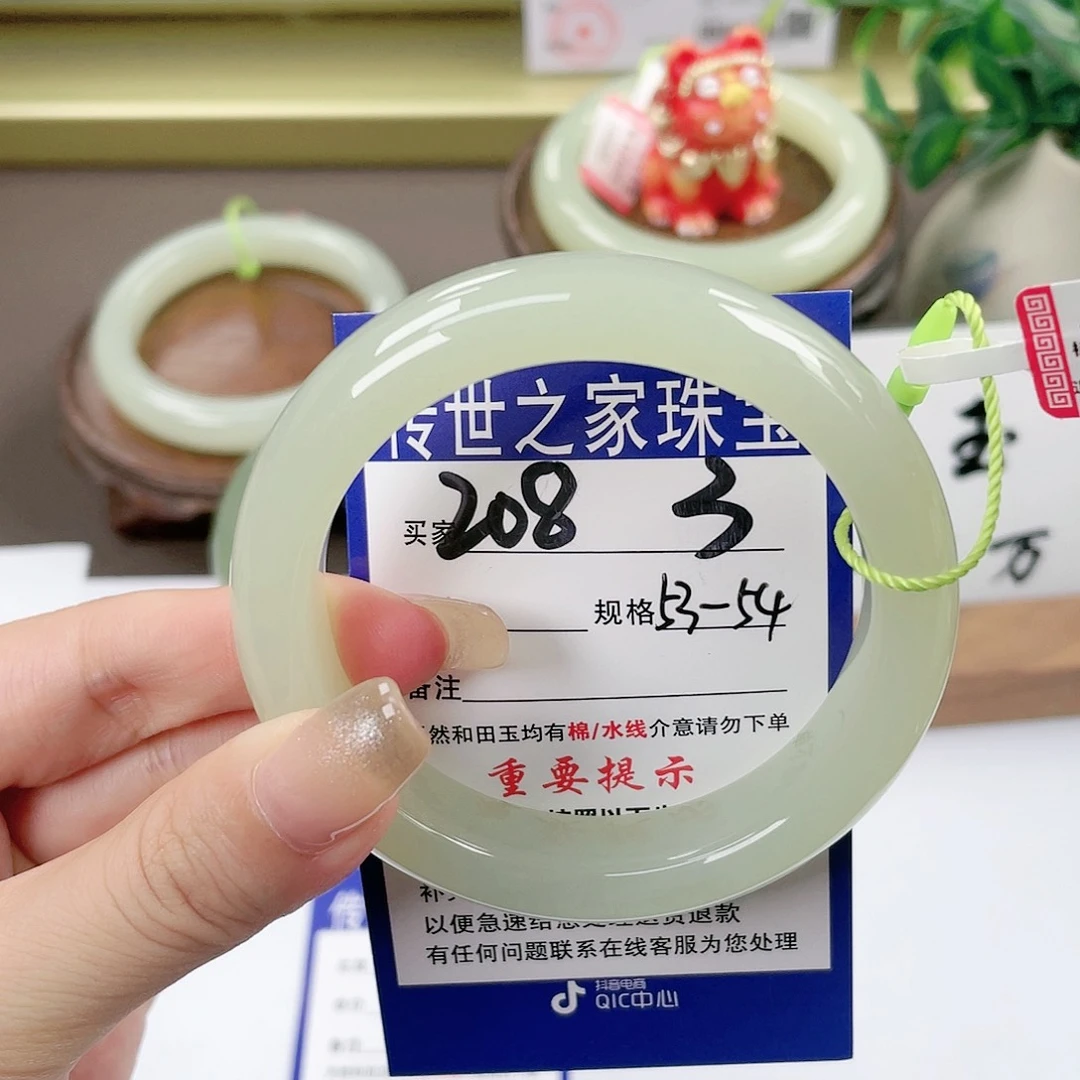 传世之家珠宝
买家 208 3
规格 53-54
备注
然和田玉均有棉/水线介意请勿下单
重要提示
补
以便急速给您处理退货退款
有任何问题联系在线客服为您处理
抖音电商
QIC中心
玉
万